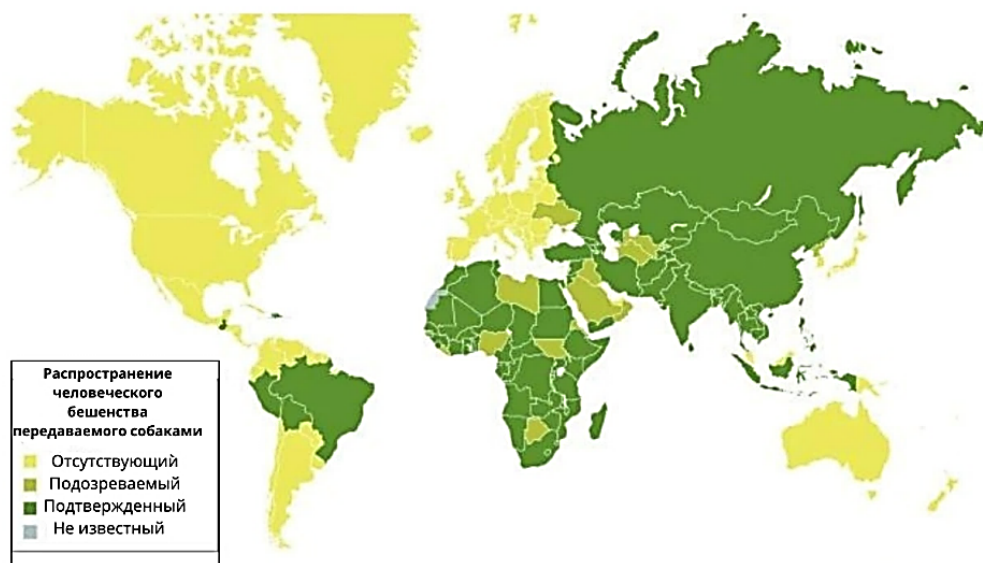 Распространение
человеческого
бешенства
передаваемого собаками
Отсутствующий
Подозреваемый
Подтвержденный
Не известный